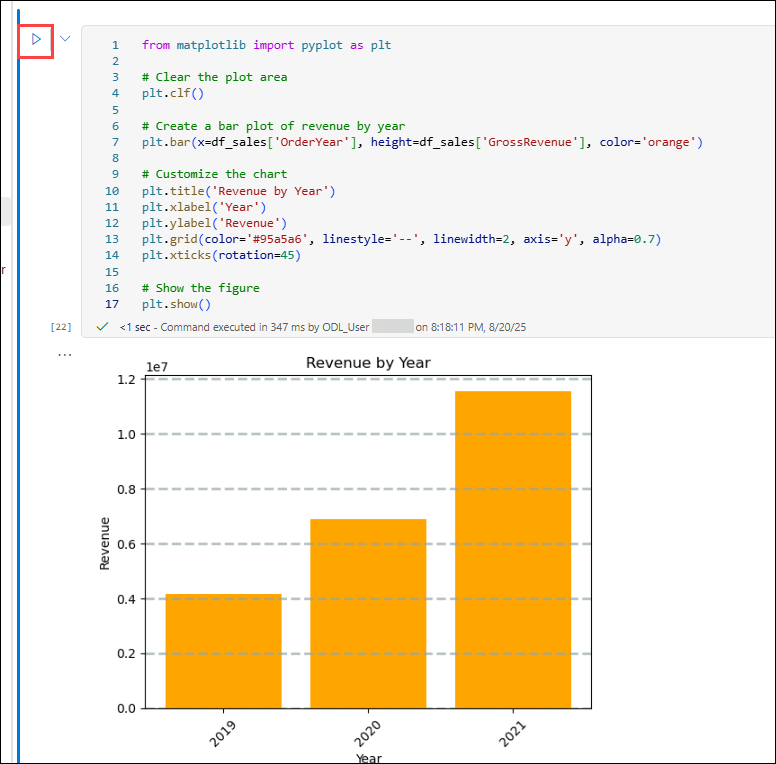 1 from matplotlib import pyplot as plt
2
3 # Clear the plot area
4 plt.clf()
5
6 # Create a bar plot of revenue by year
7 plt.bar(x=df_sales['OrderYear'], height=df_sales['GrossRevenue'], color='orange')
8
9 # Customize the chart
10 plt.title('Revenue by Year')
11 plt.xlabel('Year')
12 plt.ylabel('Revenue')
13 plt.grid(color='#95a5a6', linestyle='--', linewidth=2, axis='y', alpha=0.7)
14 plt.xticks(rotation=45)
15
16 # Show the figure
17 plt.show()
r
[22] <1 sec - Command executed in 347 ms by ODL_User on 8:18:11 PM, 8/20/25
...
Revenue by Year
1e7
1.2
1.0
0.8
0.6
0.4
0.2
0.0
Revenue
2019 2020 2021
Year